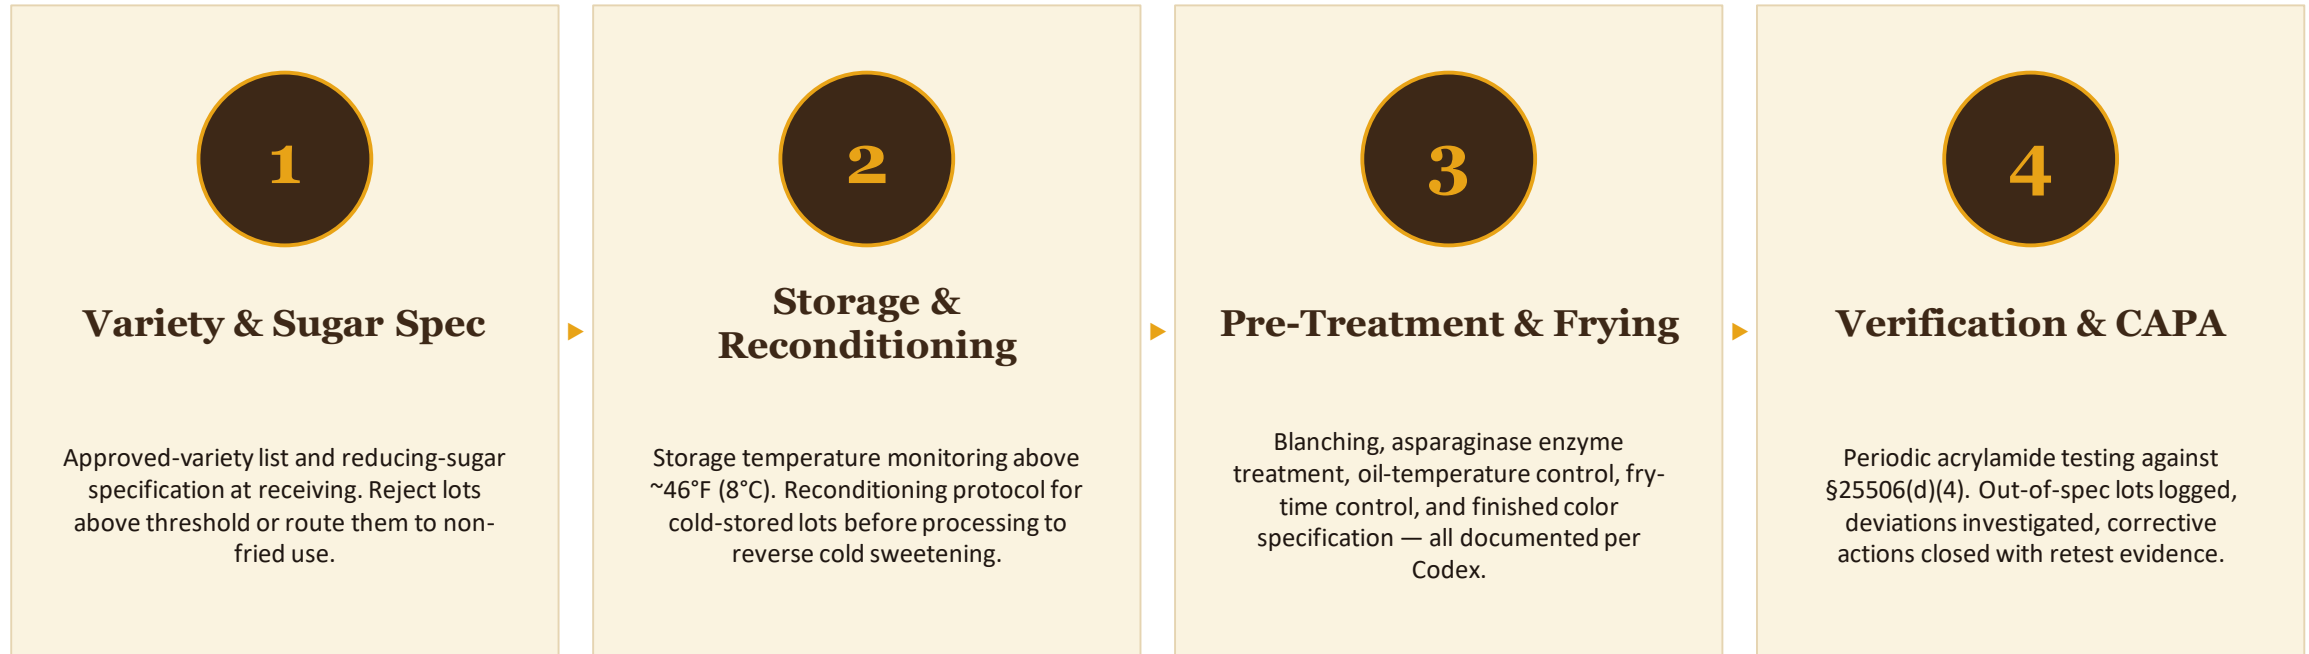 1
Variety & Sugar Spec
Approved-variety list and reducing-sugar
specification at receiving. Reject lots
above threshold or route them to non-
fried use.
2
Storage &
Reconditioning
Storage temperature monitoring above
~46°F (8°C). Reconditioning protocol for
cold-stored lots before processing to
reverse cold sweetening.
3
Pre-Treatment & Frying
Blanching, asparaginase enzyme
treatment, oil-temperature control, fry-
time control, and finished color
specification — all documented per
Codex.
4
Verification & CAPA
Periodic acrylamide testing against
§25506(d)(4). Out-of-spec lots logged,
deviations investigated, corrective
actions closed with retest evidence.